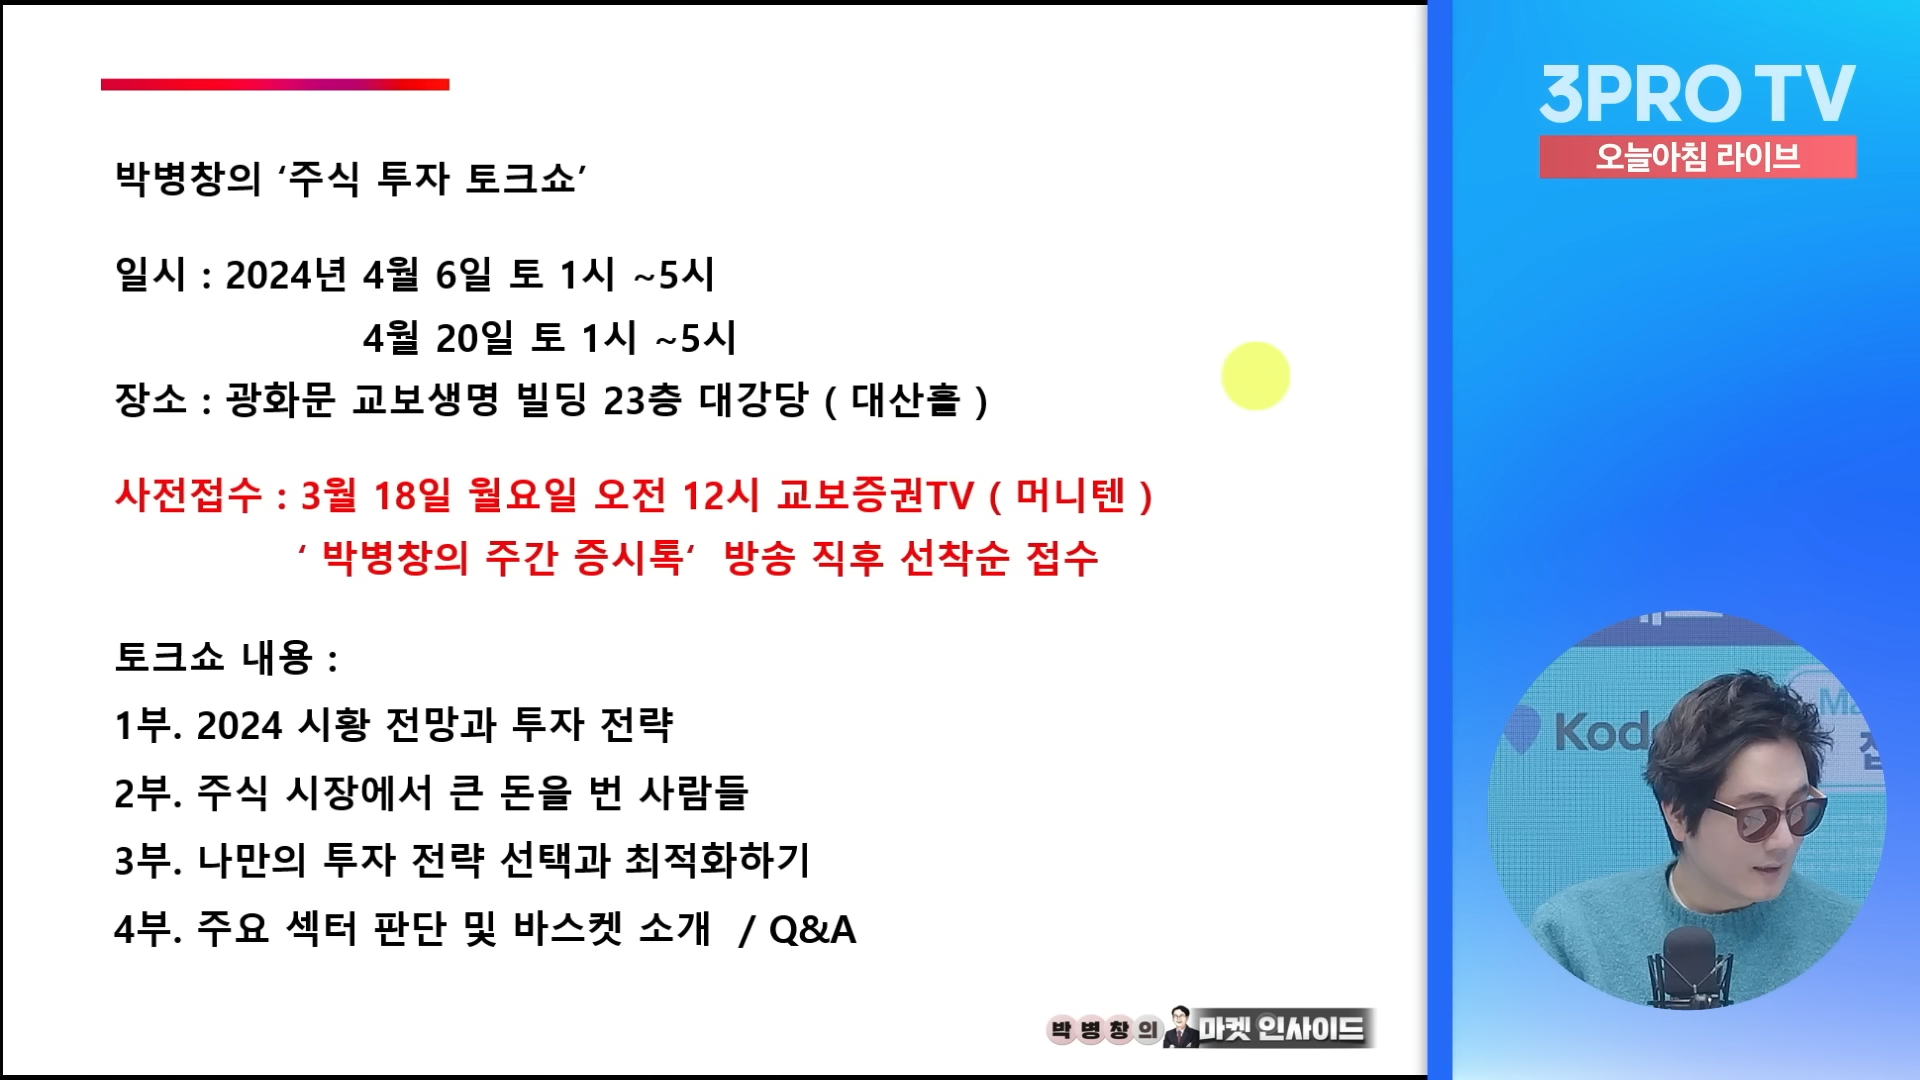 박병창의 ‘주식 투자 토크쇼’
일시 : 2024년 4월 6일 토 1시 ~5시
4월 20일 토 1시 ~5시
장소 : 광화문 교보생명 빌딩 23층 대강당 ( 대산홀 )
사전접수 : 3월 18일 월요일 오전 12시 교보증권TV ( 머니텐 )
‘ 박병창의 주간 증시톡‘ 방송 직후 선착순 접수
토크쇼 내용 :
1부. 2024 시황 전망과 투자 전략
2부. 주식 시장에서 큰 돈을 번 사람들
3부. 나만의 투자 전략 선택과 최적화하기
4부. 주요 섹터 판단 및 바스켓 소개 / Q&A
박병창의 마켓 인사이드
3PRO TV
오늘아침 라이브
Kod
Ma